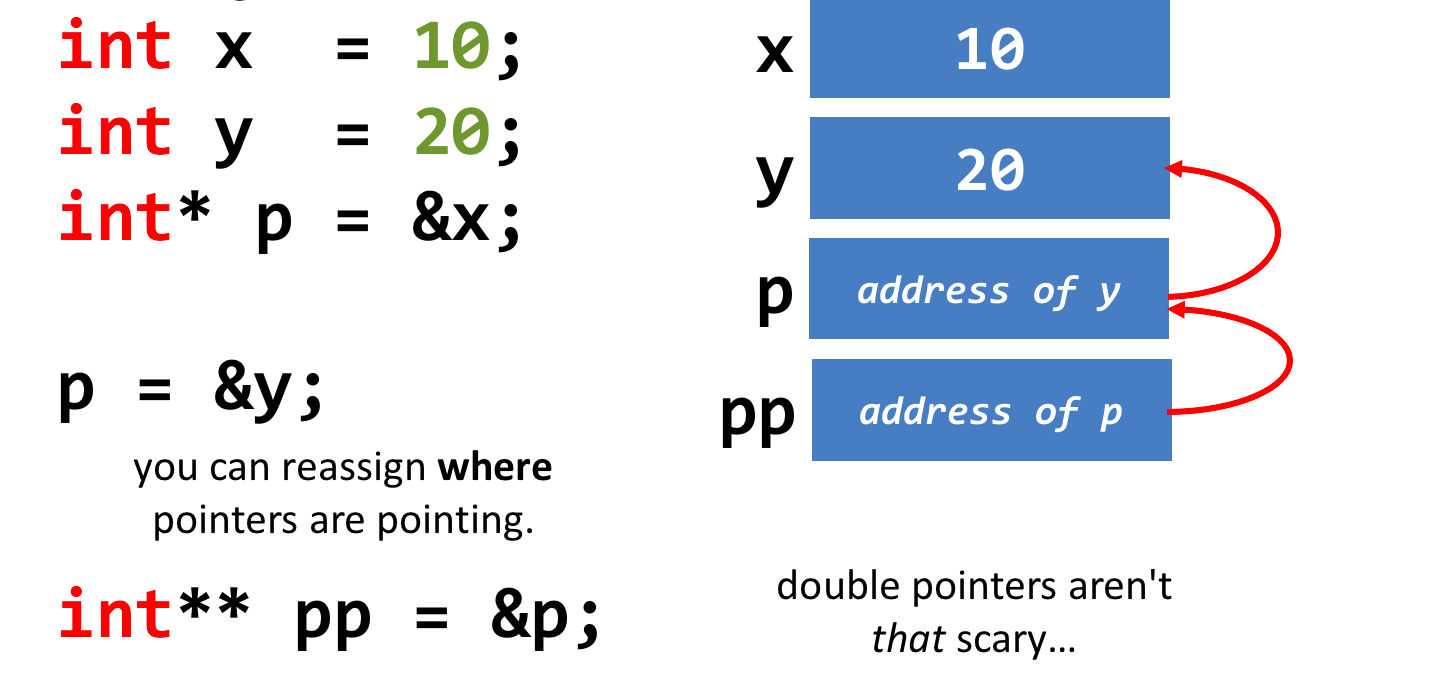 int x  = 10;
int y  = 20;
int* p = &x;
p = &y;
you can reassign where
pointers are pointing.
int** pp = &p;
x 10
y 20
p address of y
pp address of p
double pointers aren't
that scary…